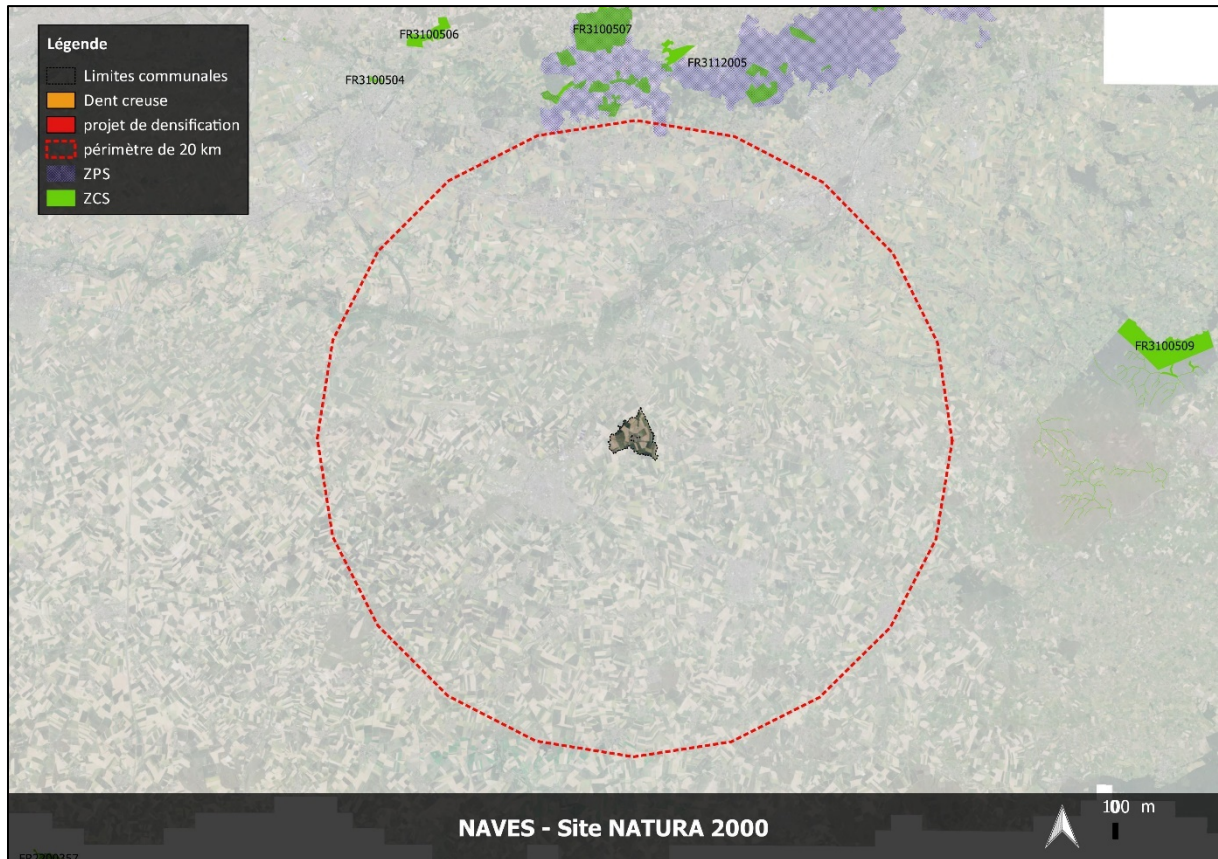 FR3100506
FR3100507
FR3112005
FR3100504
Légende
Limites communales
Dent creuse
projet de densification
périmètre de 20 km
ZPS
ZCS
FR3100509
NAVES - Site NATURA 2000
100 m